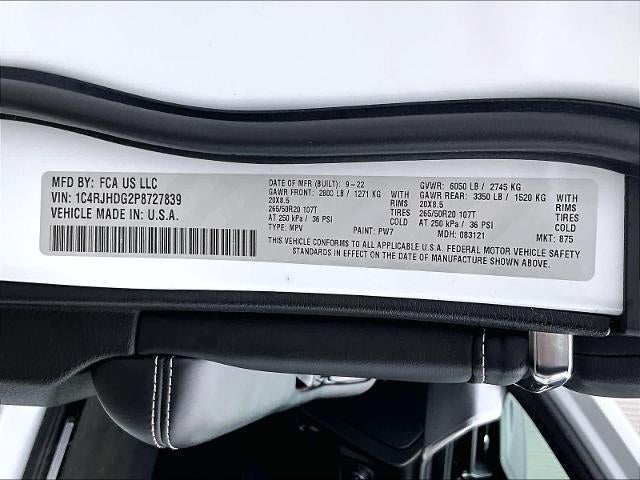 MFD BY: FCA US LLC
VIN: 1C4RJHDG2P8727839
VEHICLE MADE IN U.S.A.
DATE OF MFR (BUILT): 9-22
GAWR FRONT: 2800 LB / 1271 KG
20X8.5
265/50R20 107T
AT 250 kPa / 36 PSI
TYPE: MPV
PAINT: PW7
WITH
RIMS
TIRES
COLD
GVWR: 6050 LB / 2745 KG
GAWR REAR: 3350 LB / 1520 KG
20X8.5
265/50R20 107T
AT 250 kPa / 36 PSI
MDH: 083121
WITH
RIMS
TIRES
COLD
MKT: 875
THIS VEHICLE CONFORMS TO ALL APPLICABLE U.S.A. FEDERAL MOTOR VEHICLE SAFETY
STANDARDS IN EFFECT ON THE DATE OF MANUFACTURE SHOWN ABOVE.